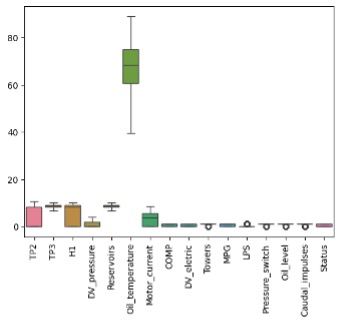 80
60
40
20
0
TP2
TP3
H1
DV_pressure
Reservoirs
Oil_temperature
Motor_current
COMP
DV_eletric
Towers
MPG
LPS
Pressure_switch
Oil_level
Caudal_impulses
Status